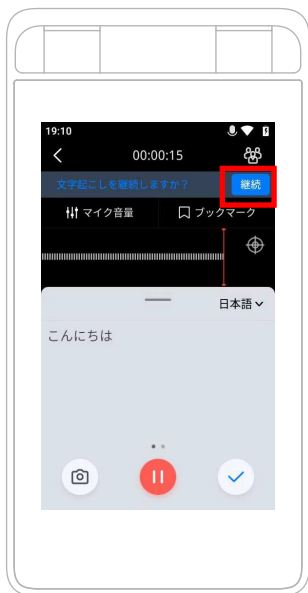 19:10
00:00:15
文字起こしを継続しますか？ 継続
マイク音量 ブックマーク
日本語
こんにちは